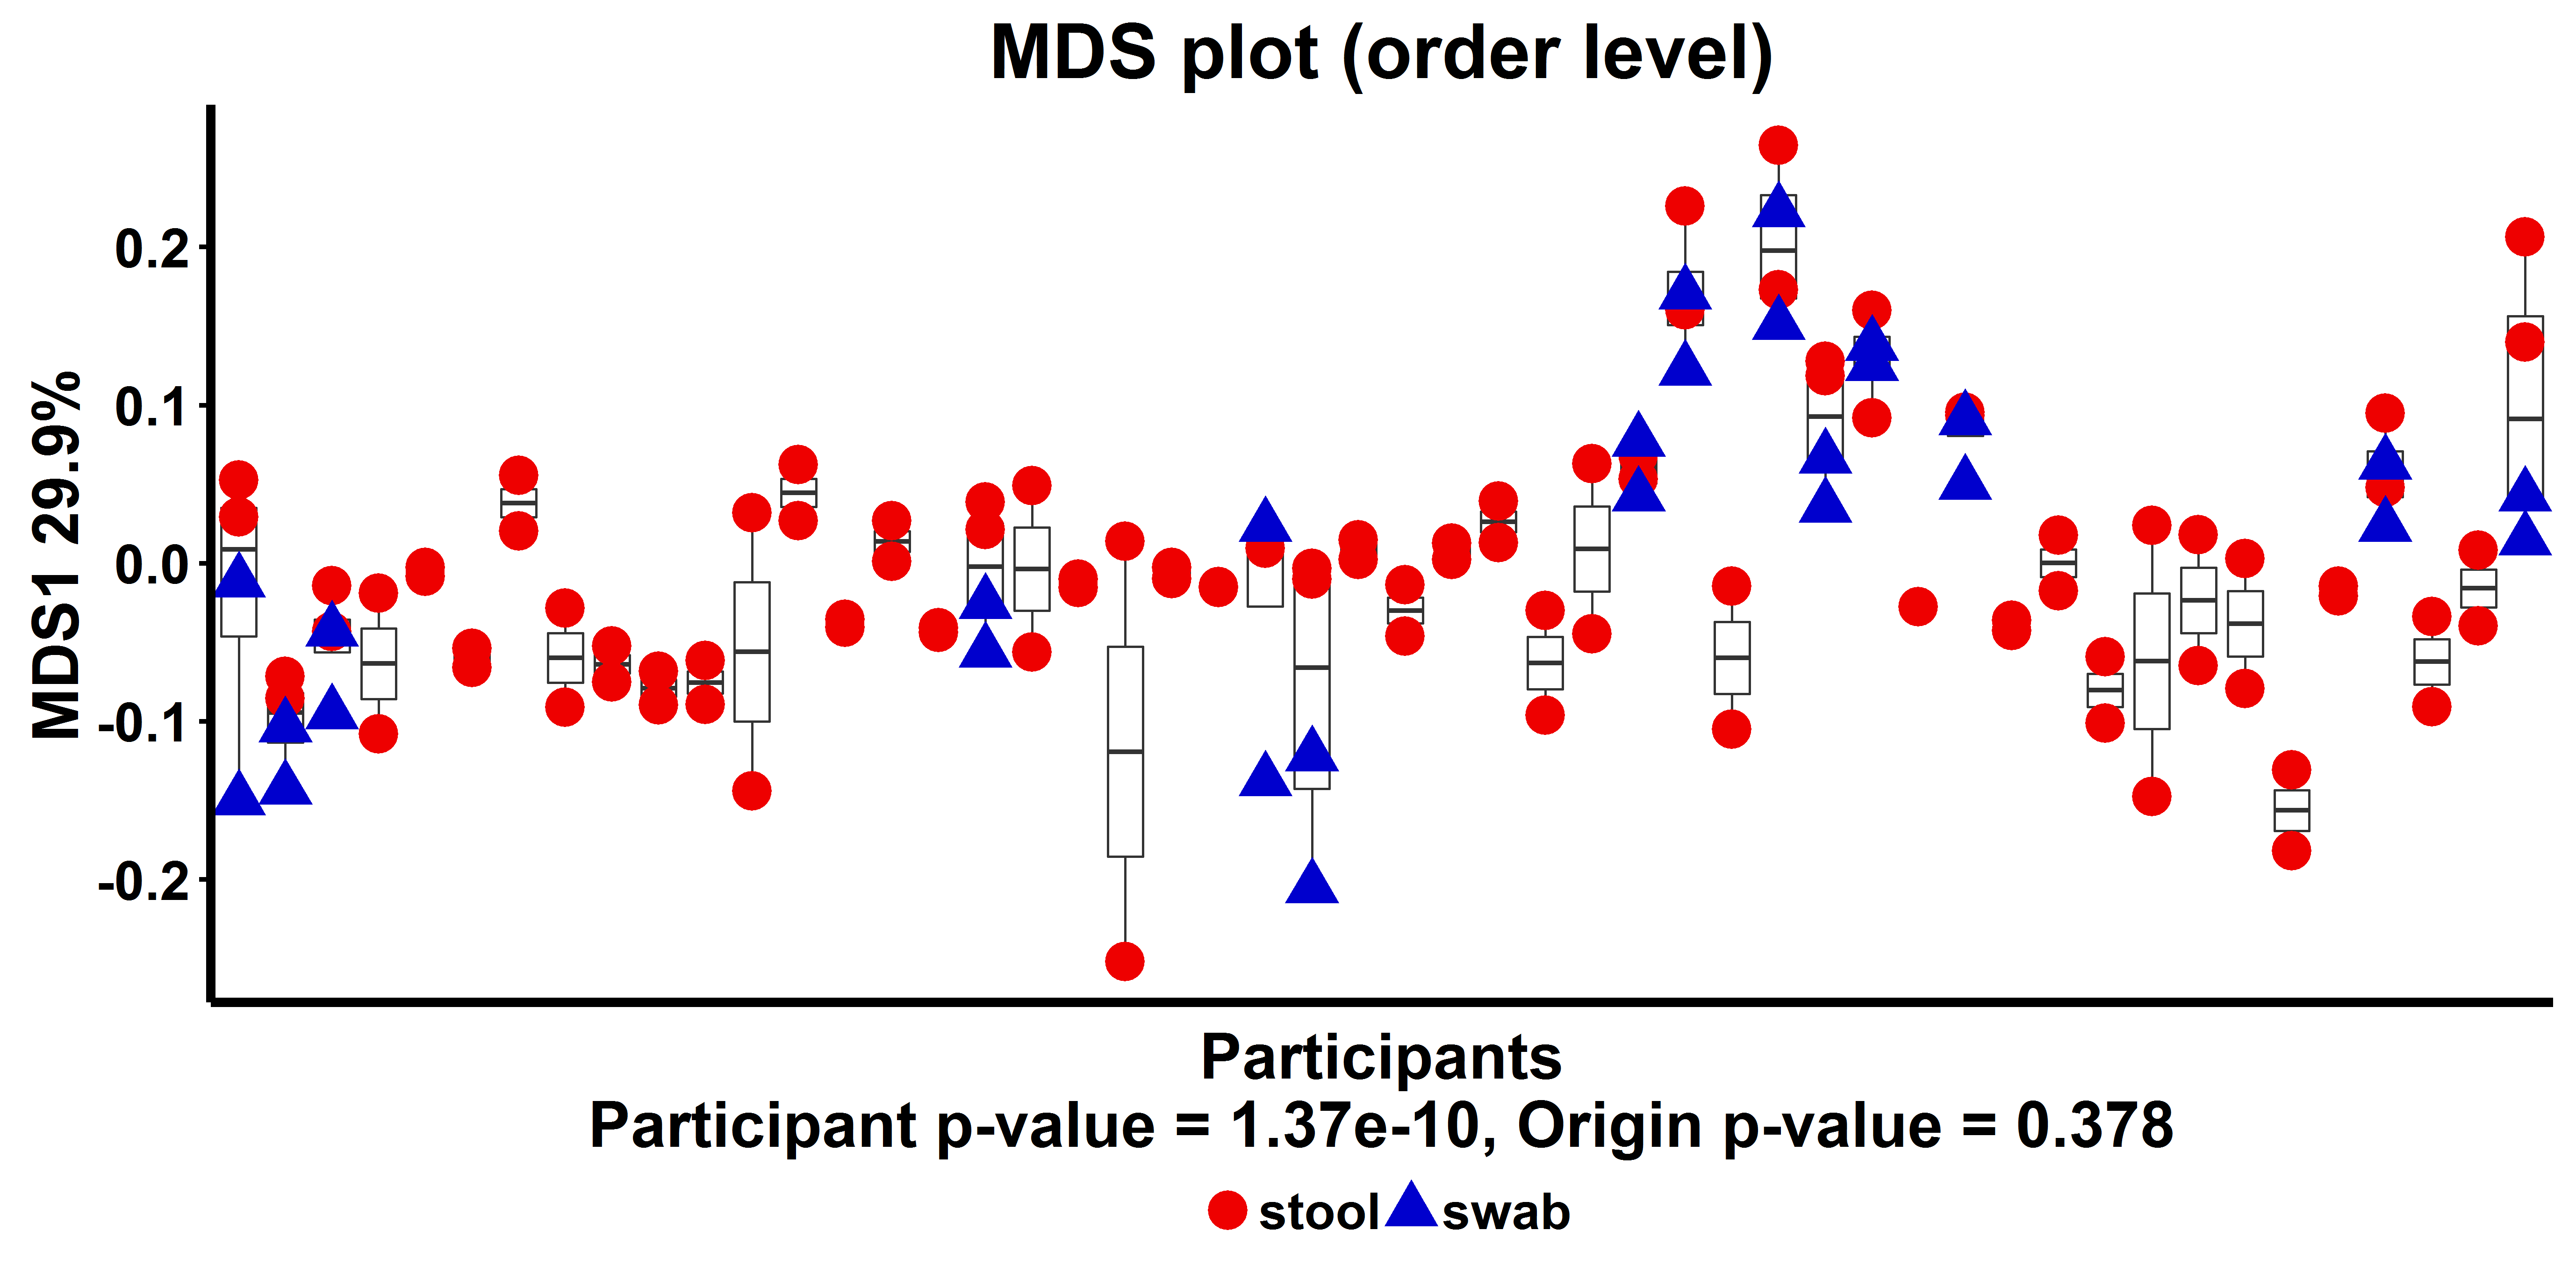 MDS plot (order level)
MDS1 29.9%
0.2
0.1
0.0
-0.1
-0.2
Participants
Participant p-value = 1.37e-10, Origin p-value = 0.378
stool swab